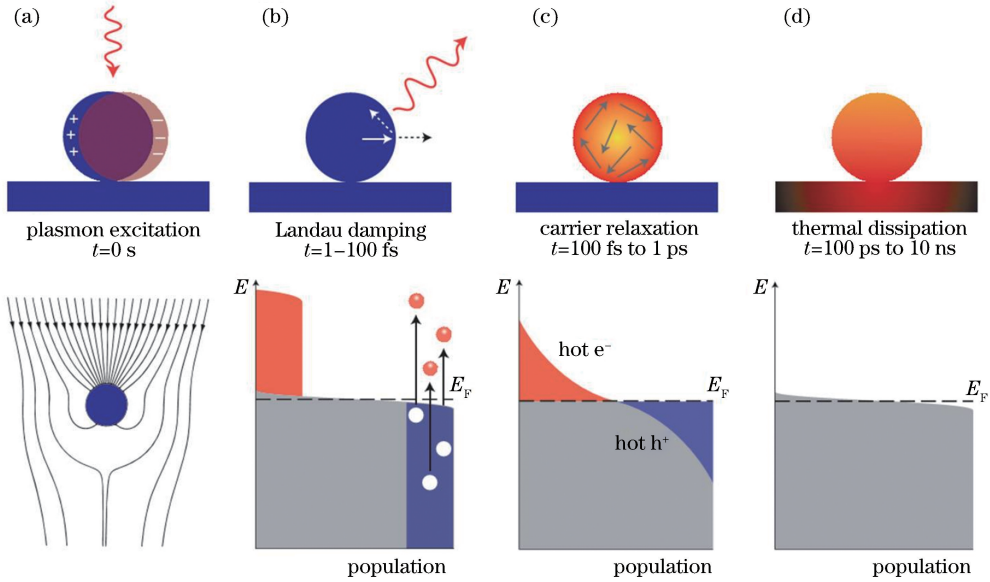 (a)
(b)
(c)
(d)
+
+
+
−
−
−
plasmon excitation
t=0 s
Landau damping
t=1−100 fs
carrier relaxation
t=100 fs to 1 ps
thermal dissipation
t=100 ps to 10 ns
E
E_F
population
E
hot e⁻
E_F
hot h⁺
population
E
E_F
population